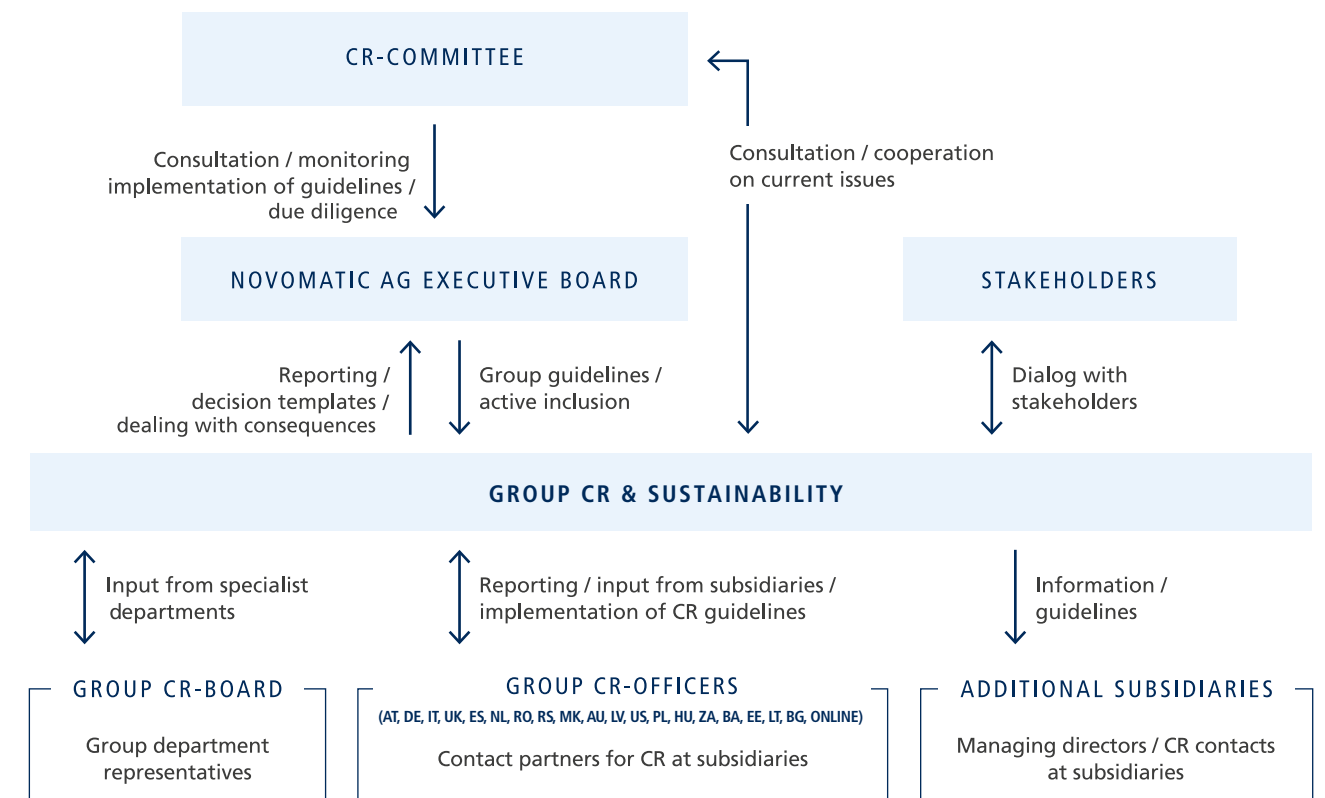 CR-COMMITTEE
Consultation / monitoring
implementation of guidelines /
due diligence
Consultation / cooperation
on current issues
NOVOMATIC AG EXECUTIVE BOARD
STAKEHOLDERS
Reporting /
decision templates /
dealing with consequences
Group guidelines /
active inclusion
Dialog with
stakeholders
GROUP CR & SUSTAINABILITY
Input from specialist
departments
Reporting / input from subsidiaries /
implementation of CR guidelines
Information /
guidelines
GROUP CR-BOARD
Group department
representatives
GROUP CR-OFFICERS
(AT, DE, IT, UK, ES, NL, RO, RS, MK, AU, LV, US, PL, HU, ZA, BA, EE, LT, BG, ONLINE)
Contact partners for CR at subsidiaries
ADDITIONAL SUBSIDIARIES
Managing directors / CR contacts
at subsidiaries